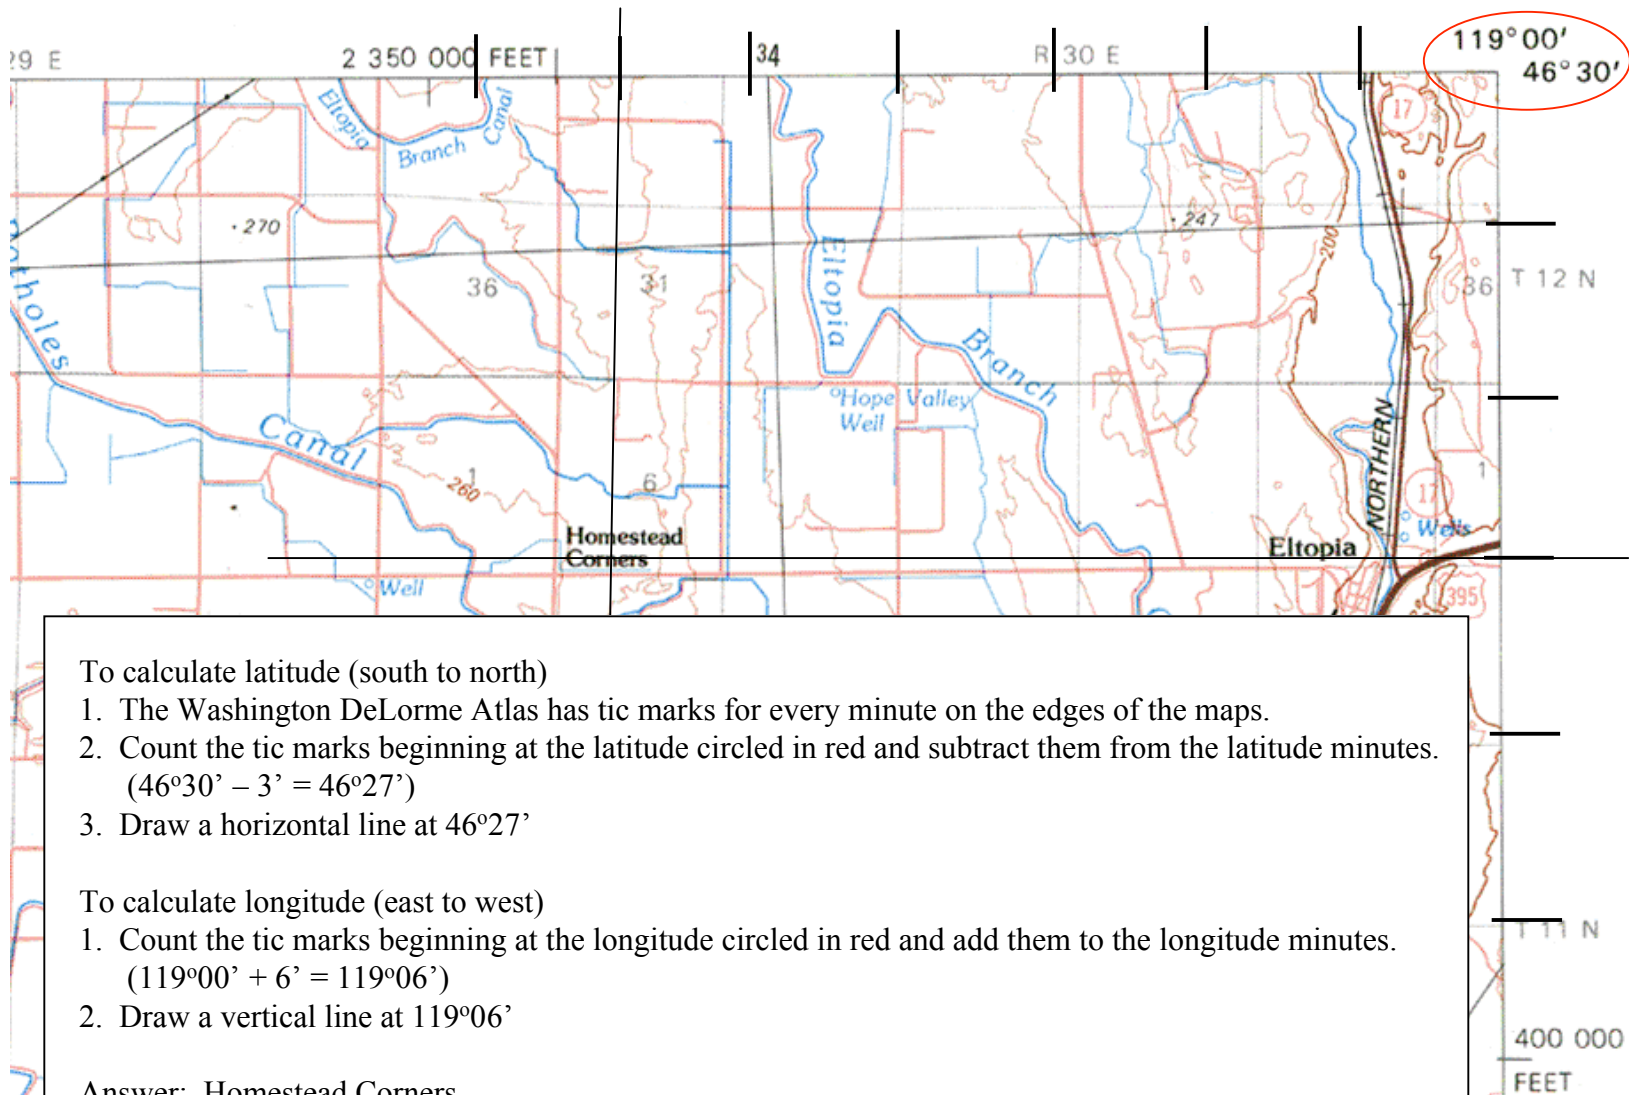 29 E
2 350 000 FEET
34
R 30 E
119°00'
46°30'
17
Eltopia
Branch
Canal
270
247
200
36
31
36
T 12 N
Potholes
Eltopia
Branch
Hope Valley
Well
NORTHERN
Canal
1
260
6
1
17
Wells
Homestead
Corners
Eltopia
Well
395
To calculate latitude (south to north)
1. The Washington DeLorme Atlas has tic marks for every minute on the edges of the maps.
2. Count the tic marks beginning at the latitude circled in red and subtract them from the latitude minutes.
(46°30’ – 3’ = 46°27’)
3. Draw a horizontal line at 46°27’
To calculate longitude (east to west)
1. Count the tic marks beginning at the longitude circled in red and add them to the longitude minutes.
(119°00’ + 6’ = 119°06’)
2. Draw a vertical line at 119°06’
Answer: Homestead Corners
T 11 N
400 000
FEET